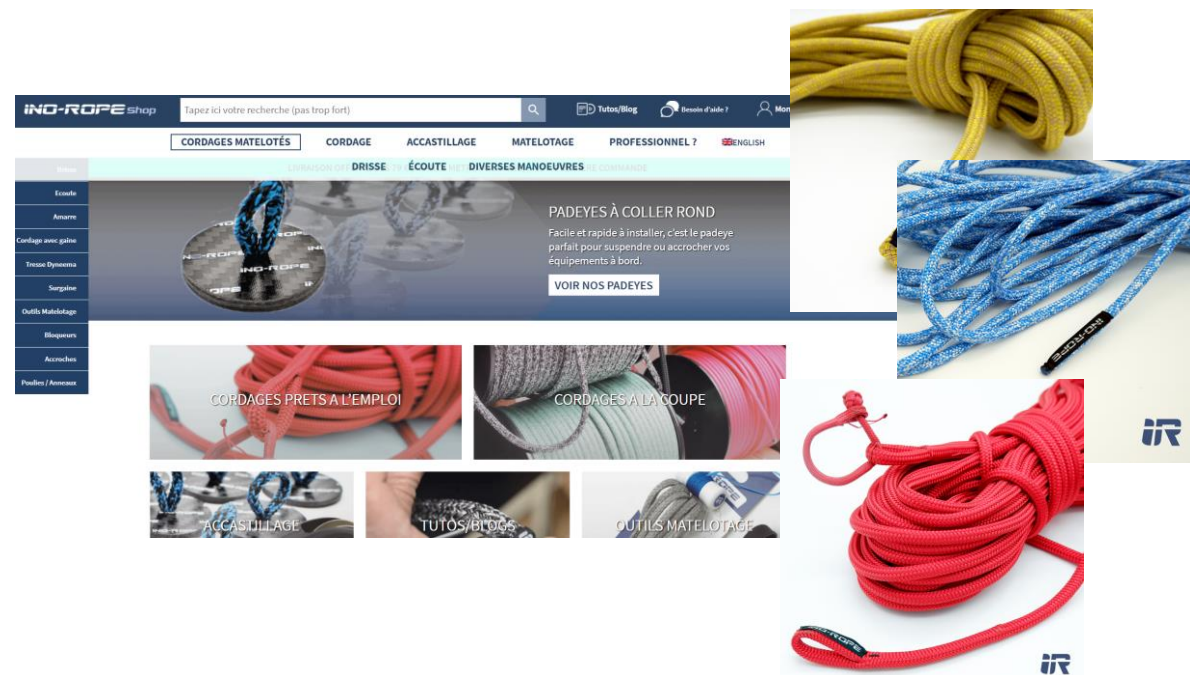 INO-ROPE Shop
Tapez ici votre recherche (pas trop fort)
Tutos/Blog
Besoin d'aide ?
Mon
CORDAGES MATELOTÉS
CORDAGE
ACCASTILLAGE
MATELOTAGE
PROFESSIONNEL ?
ENGLISH
DRISSE
ÉCOUTE
DIVERSES MANOEUVRES
Ecoute
Amarre
Cordage avec gaine
Tresse Dyneema
Surgaine
Outils Matelotage
Bloqueurs
Accroches
Poulies / Anneaux
INO-ROPE
PADEYES À COLLER ROND
Facile et rapide à installer, c'est le padeye
parfait pour suspendre ou accrocher vos
équipements à bord.
VOIR NOS PADEYES
CORDAGES PRETS A L'EMPLOI
CORDAGES A LA COUPE
ACCASTILLAGE
TUTOS/BLOGS
OUTILS MATELOTAGE
INO-ROPE
iR
INO-ROPE
iR